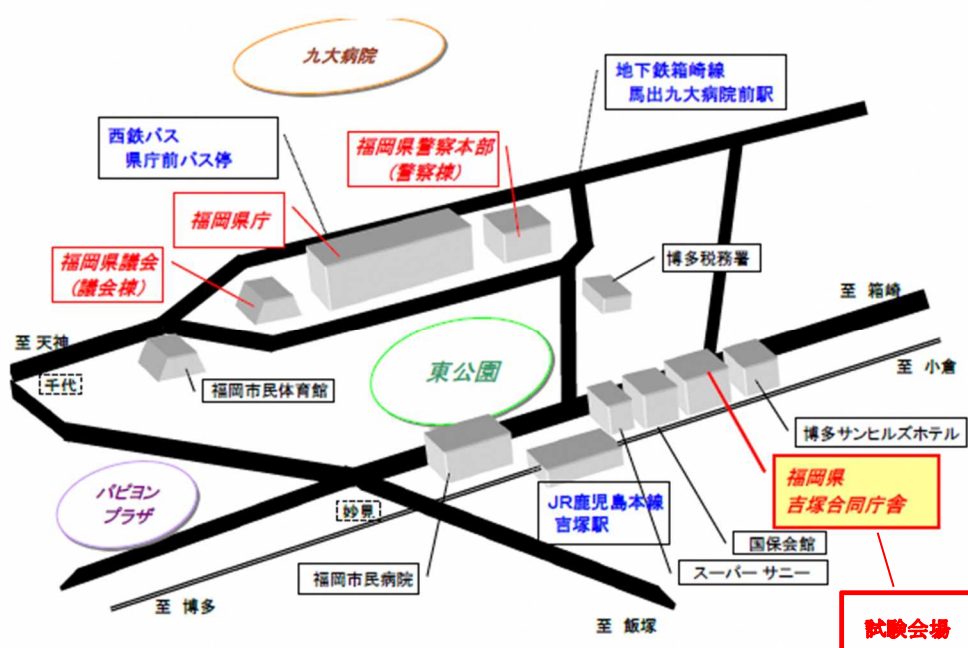 九大病院
地下鉄箱崎線
馬出九大病院前駅
西鉄バス
県庁前バス停
福岡県警察本部
(警察棟)
福岡県庁
福岡県議会
(議会棟)
博多税務署
至 箱崎
至 天神
千代
福岡市民体育館
東公園
至 小倉
博多サンヒルズホテル
福岡県
吉塚合同庁舎
パピヨン
プラザ
妙見
JR鹿児島本線
吉塚駅
国保会館
スーパー サニー
福岡市民病院
至 博多
至 飯塚
試験会場